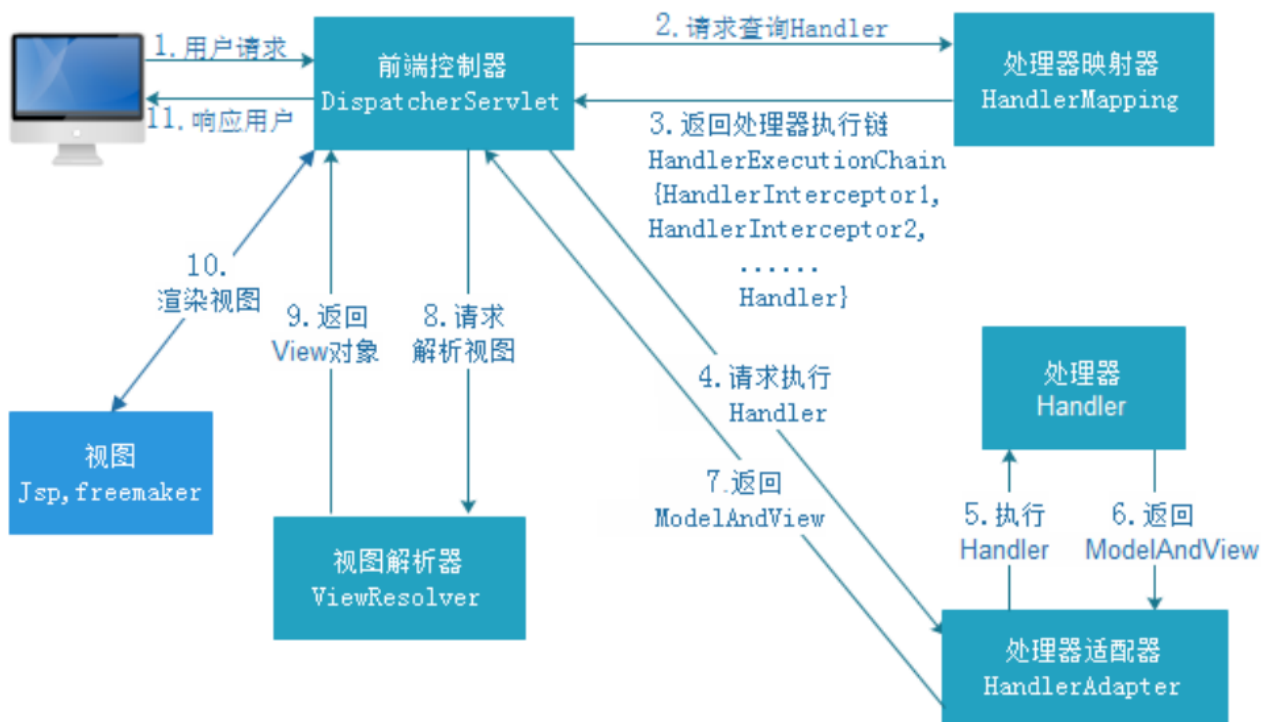 1.用户请求
11.响应用户
前端控制器
DispatcherServlet
2.请求查询Handler
处理器映射器
HandlerMapping
3.返回处理器执行链
HandlerExecutionChain
{HandlerInterceptor1,
HandlerInterceptor2,
......
Handler}
10.
渲染视图
9.返回
View对象
8.请求
解析视图
4.请求执行
Handler
处理器
Handler
视图
Jsp,freemaker
7.返回
ModelAndView
5.执行
Handler
6.返回
ModelAndView
视图解析器
ViewResolver
处理器适配器
HandlerAdapter